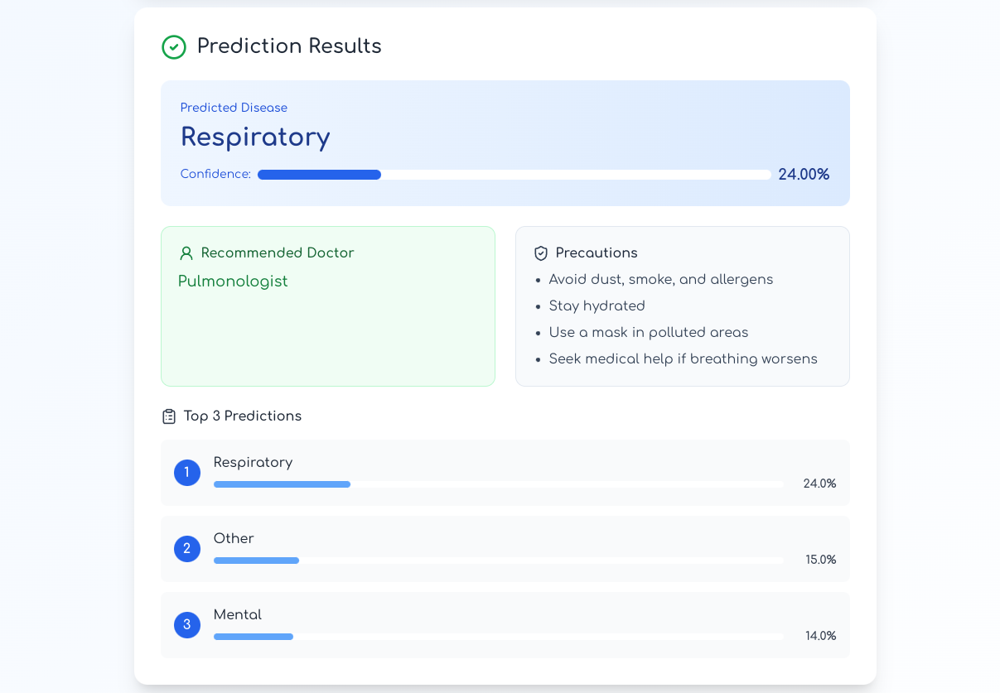 Prediction Results
Predicted Disease
Respiratory
Confidence: 24.00%
Recommended Doctor
Pulmonologist
Precautions
• Avoid dust, smoke, and allergens
• Stay hydrated
• Use a mask in polluted areas
• Seek medical help if breathing worsens
Top 3 Predictions
1 Respiratory
24.0%
2 Other
15.0%
3 Mental
14.0%